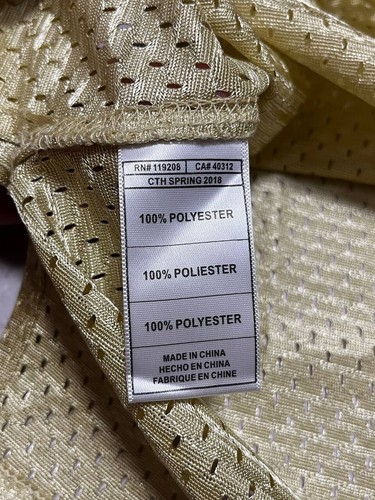 RN# 119208 CA# 40312
CTH SPRING 2018
100% POLYESTER
100% POLIESTER
100% POLYESTER
MADE IN CHINA
HECHO EN CHINA
FABRIQUE EN CHINE